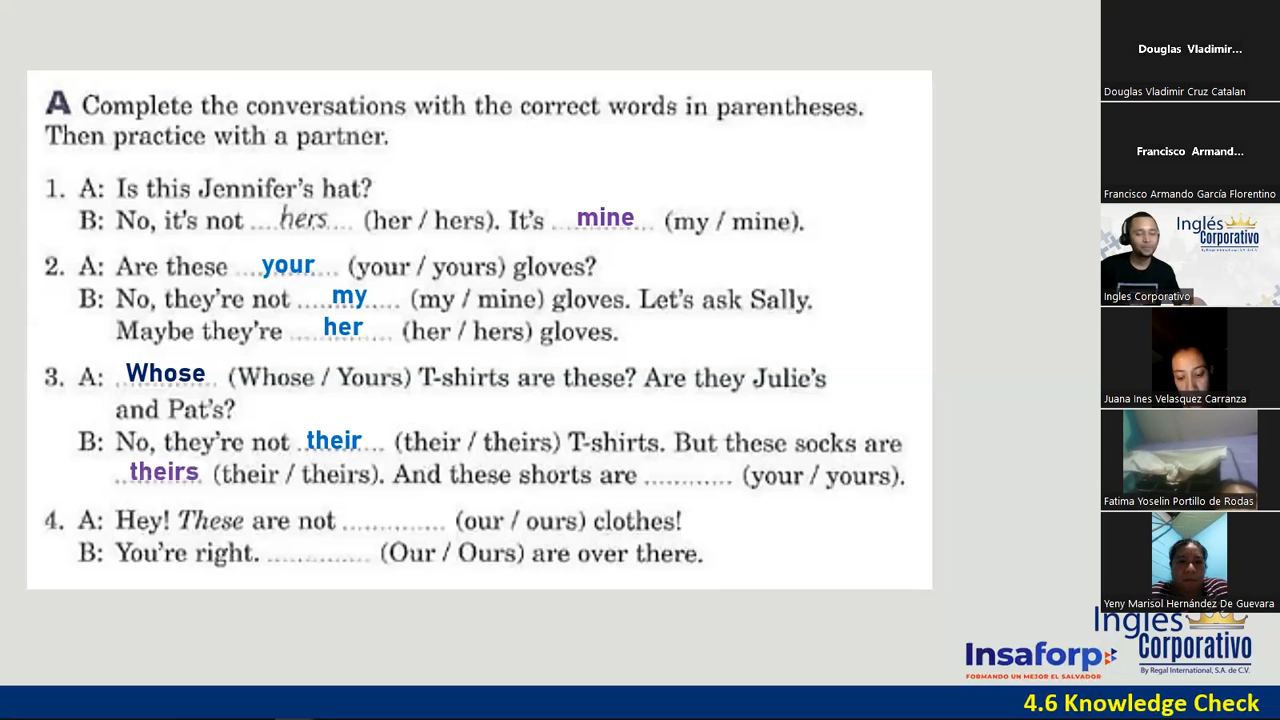 A Complete the conversations with the correct words in parentheses.
Then practice with a partner.
1. A: Is this Jennifer's hat?
B: No, it's not ....hers.... (her / hers). It's ...mine... (my / mine).
2. A: Are these ....your.... (your / yours) gloves?
B: No, they're not .....my..... (my / mine) gloves. Let's ask Sally.
Maybe they're ....her.... (her / hers) gloves.
3. A: ..Whose.. (Whose / Yours) T-shirts are these? Are they Julie's
and Pat's?
B: No, they're not ..their.... (their / theirs) T-shirts. But these socks are
..theirs (their / theirs). And these shorts are ............ (your / yours).
4. A: Hey! These are not .............. (our / ours) clothes!
B: You're right. .............. (Our / Ours) are over there.
Douglas Vladimir...
Douglas Vladimir Cruz Catalan
Francisco Armand...
Francisco Armando García Florentino
Inglés
Corporativo
By Regal International, S.A. de C.V.
Ingles Corporativo
Juana Ines Velasquez Carranza
Fatima Yoselin Portillo de Rodas
Yeny Marisol Hernández De Guevara
Inglés
Corporativo
By Regal International, S.A. de C.V.
Insaforp
FORMANDO UN MEJOR EL SALVADOR
4.6 Knowledge Check